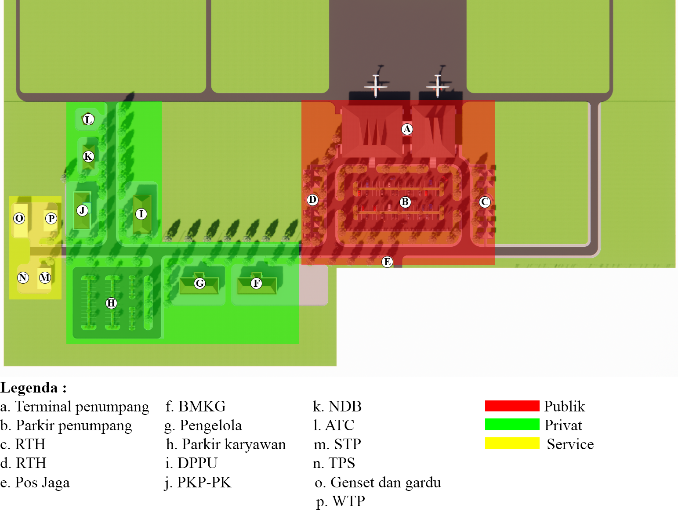 A
L
K
J
I
O
P
D
B
C
N
M
E
G
F
H
Legenda :
a. Terminal penumpang
b. Parkir penumpang
c. RTH
d. RTH
e. Pos Jaga
f. BMKG
g. Pengelola
h. Parkir karyawan
i. DPPU
j. PKP-PK
k. NDB
l. ATC
m. STP
n. TPS
o. Genset dan gardu
p. WTP
Publik
Privat
Service